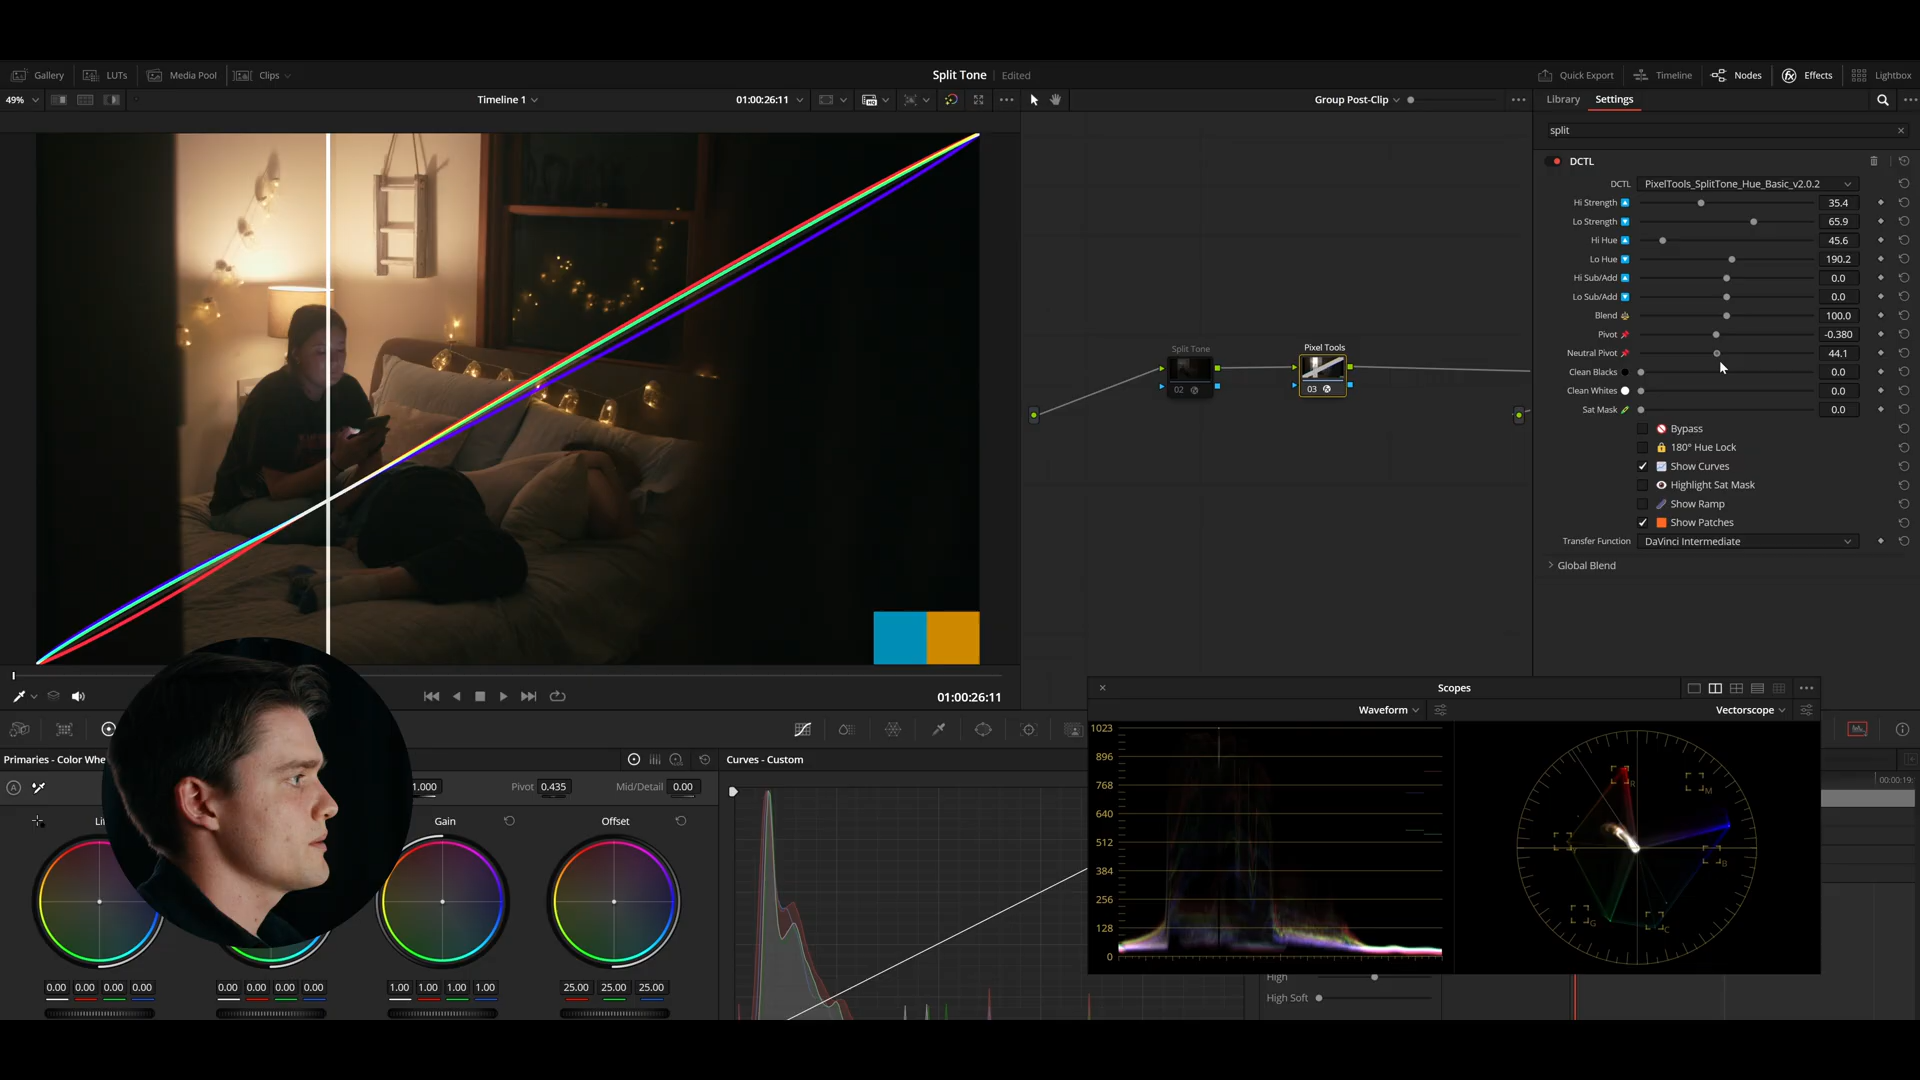 Gallery LUTs Media Pool Clips Split Tone Edited Quick Export Timeline Nodes Effects Lightbox
49% Timeline 1 01:00:26:11 Group Post-Clip Library Settings
split
DCTL
DCTL PixelTools_SplitTone_Hue_Basic_v2.0.2
Hi Strength 35.4
Lo Strength 65.9
Hi Hue 45.6
Lo Hue 190.2
Hi Sub/Add 0.0
Lo Sub/Add 0.0
Blend 100.0
Pivot -0.380
Neutral Pivot 44.1
Clean Blacks 0.0
Clean Whites 0.0
Sat Mask 0.0
Bypass
180° Hue Lock
Show Curves
Highlight Sat Mask
Show Ramp
Show Patches
Transfer Function DaVinci Intermediate
Global Blend
Split Tone
02
Pixel Tools
03
01:00:26:11
Scopes
Waveform Vectorscope
1023
896
768
640
512
384
256
128
0
R
M
B
C
G
Y
00:00:19:
Primaries - Color Whe
A 1.000 Pivot 0.435 Mid/Detail 0.00
Li Gain Offset
0.00 0.00 0.00 0.00 0.00 0.00 0.00 0.00 1.00 1.00 1.00 1.00 25.00 25.00 25.00
Curves - Custom
High
High Soft